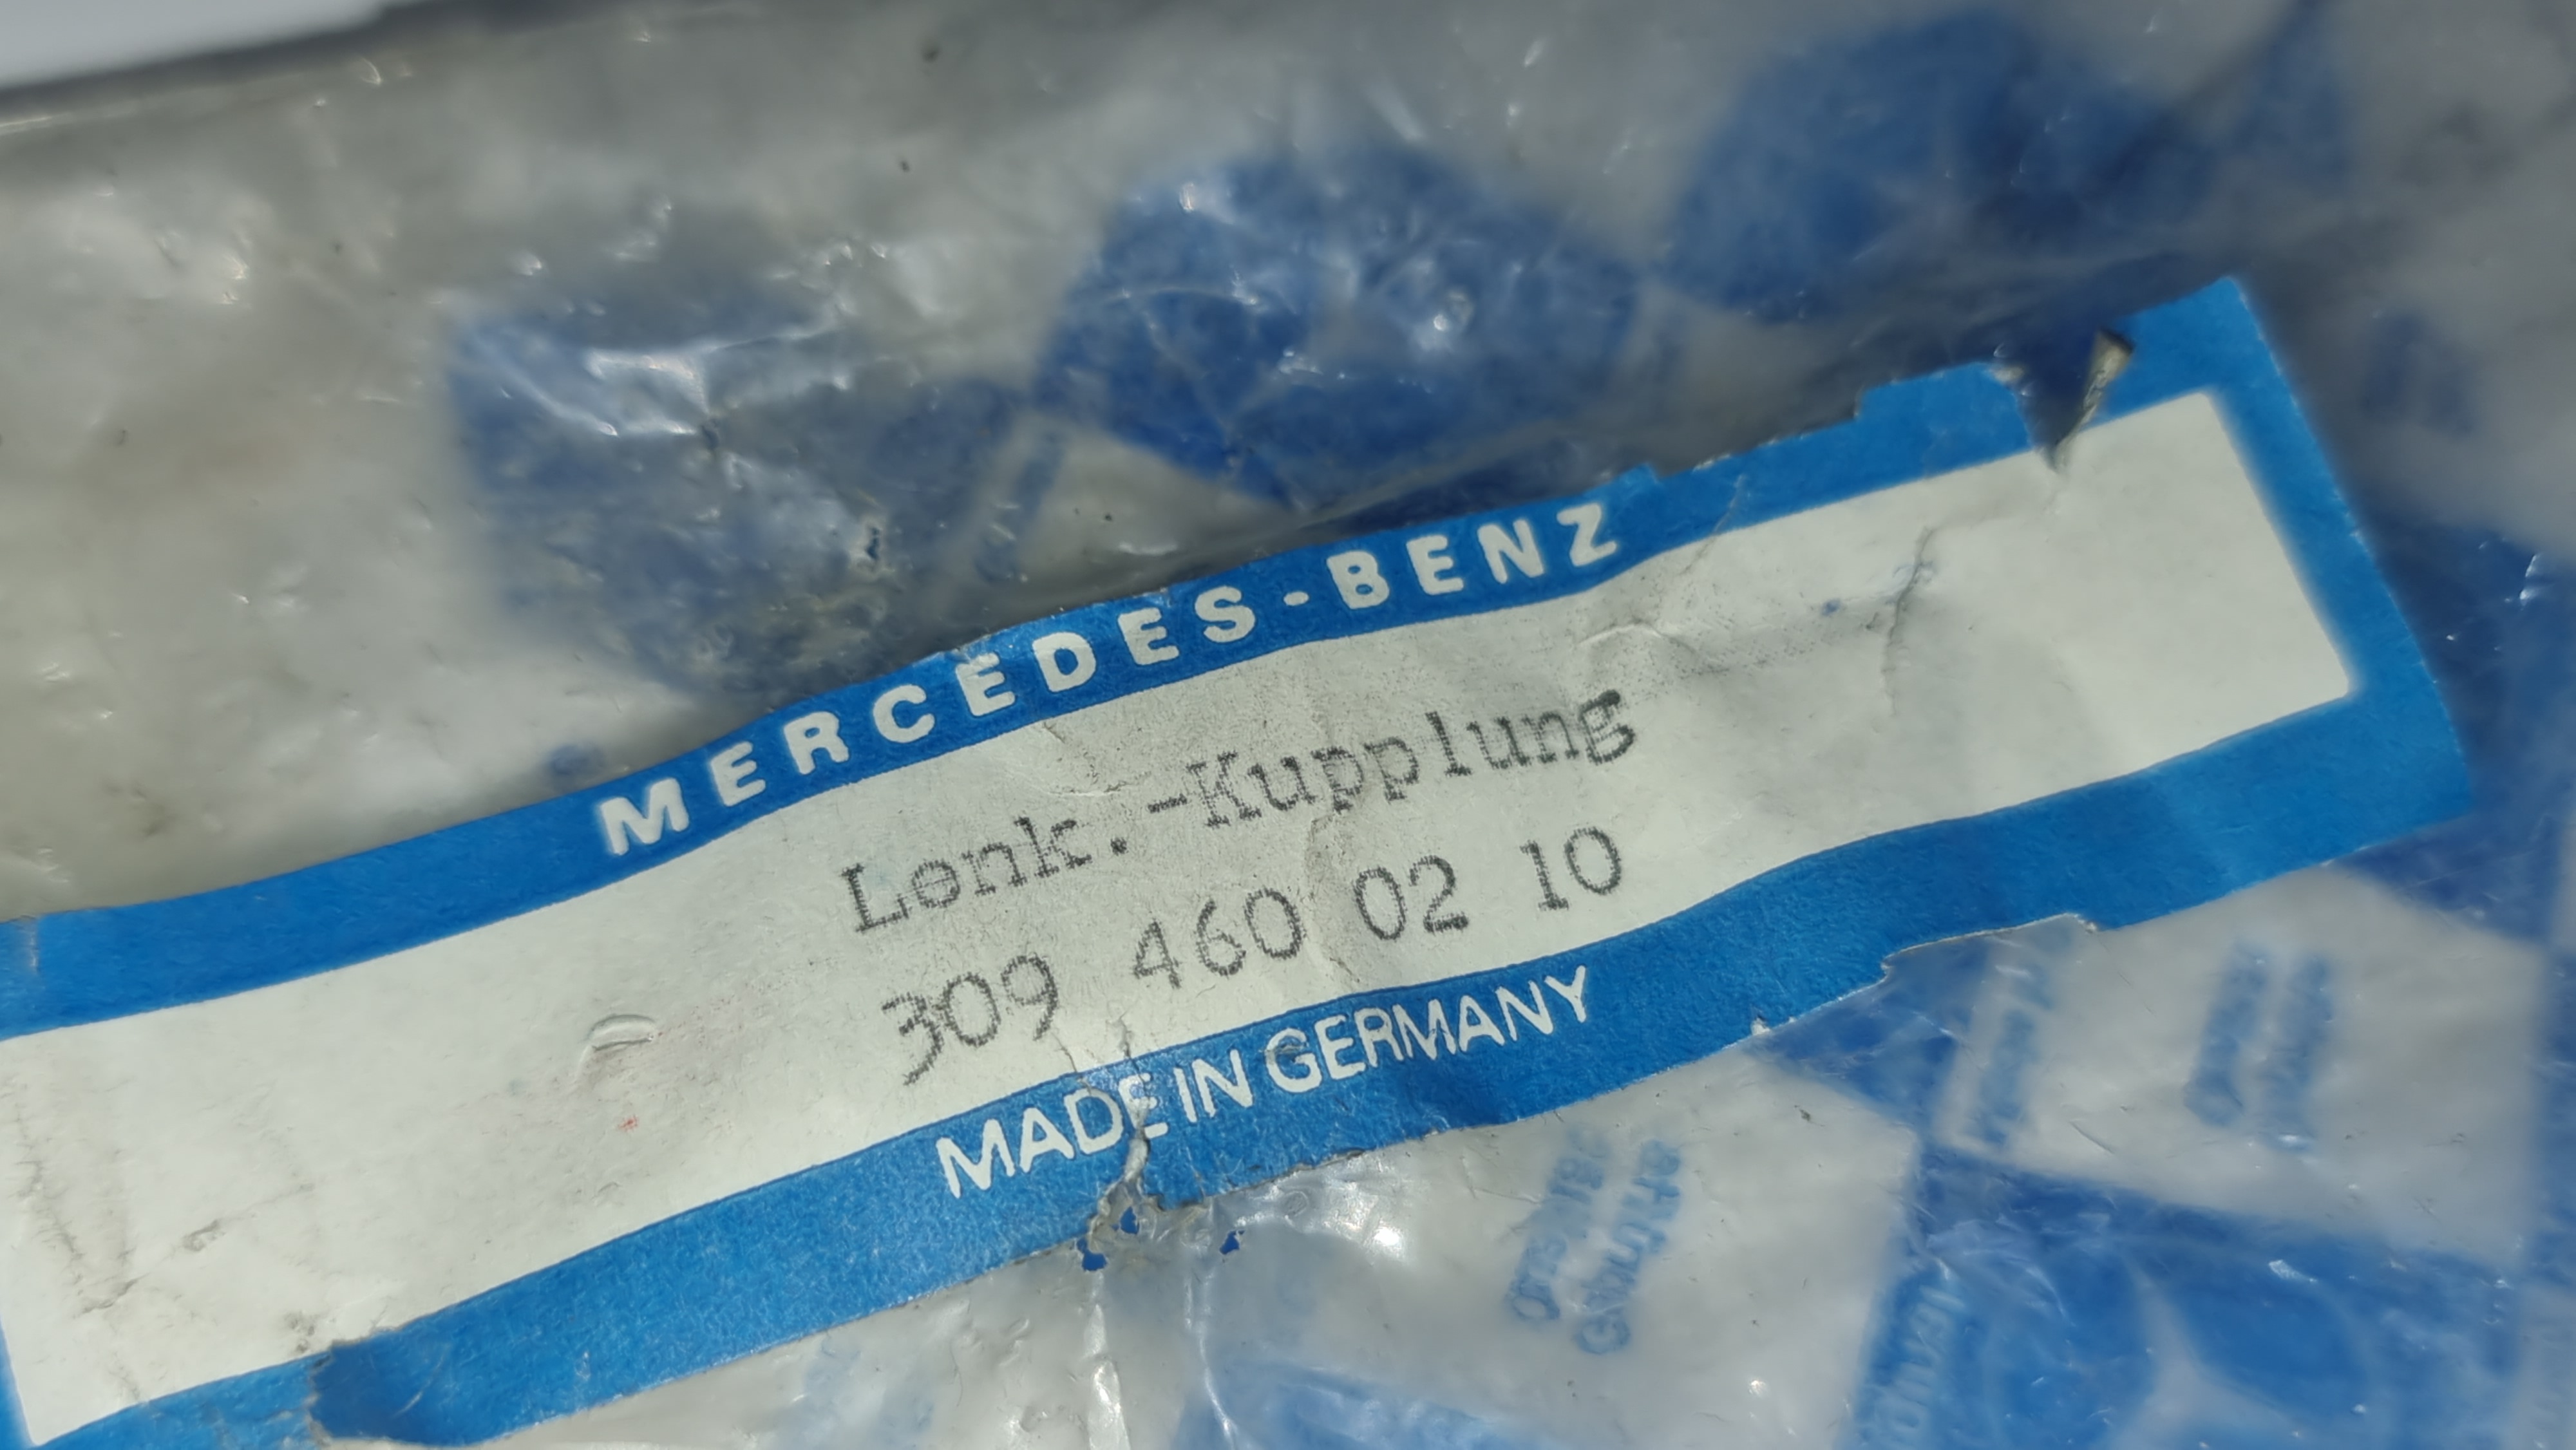 MERCEDES-BENZ
Lenk.-Kupplung
309 460 02 10
MADE IN GERMANY